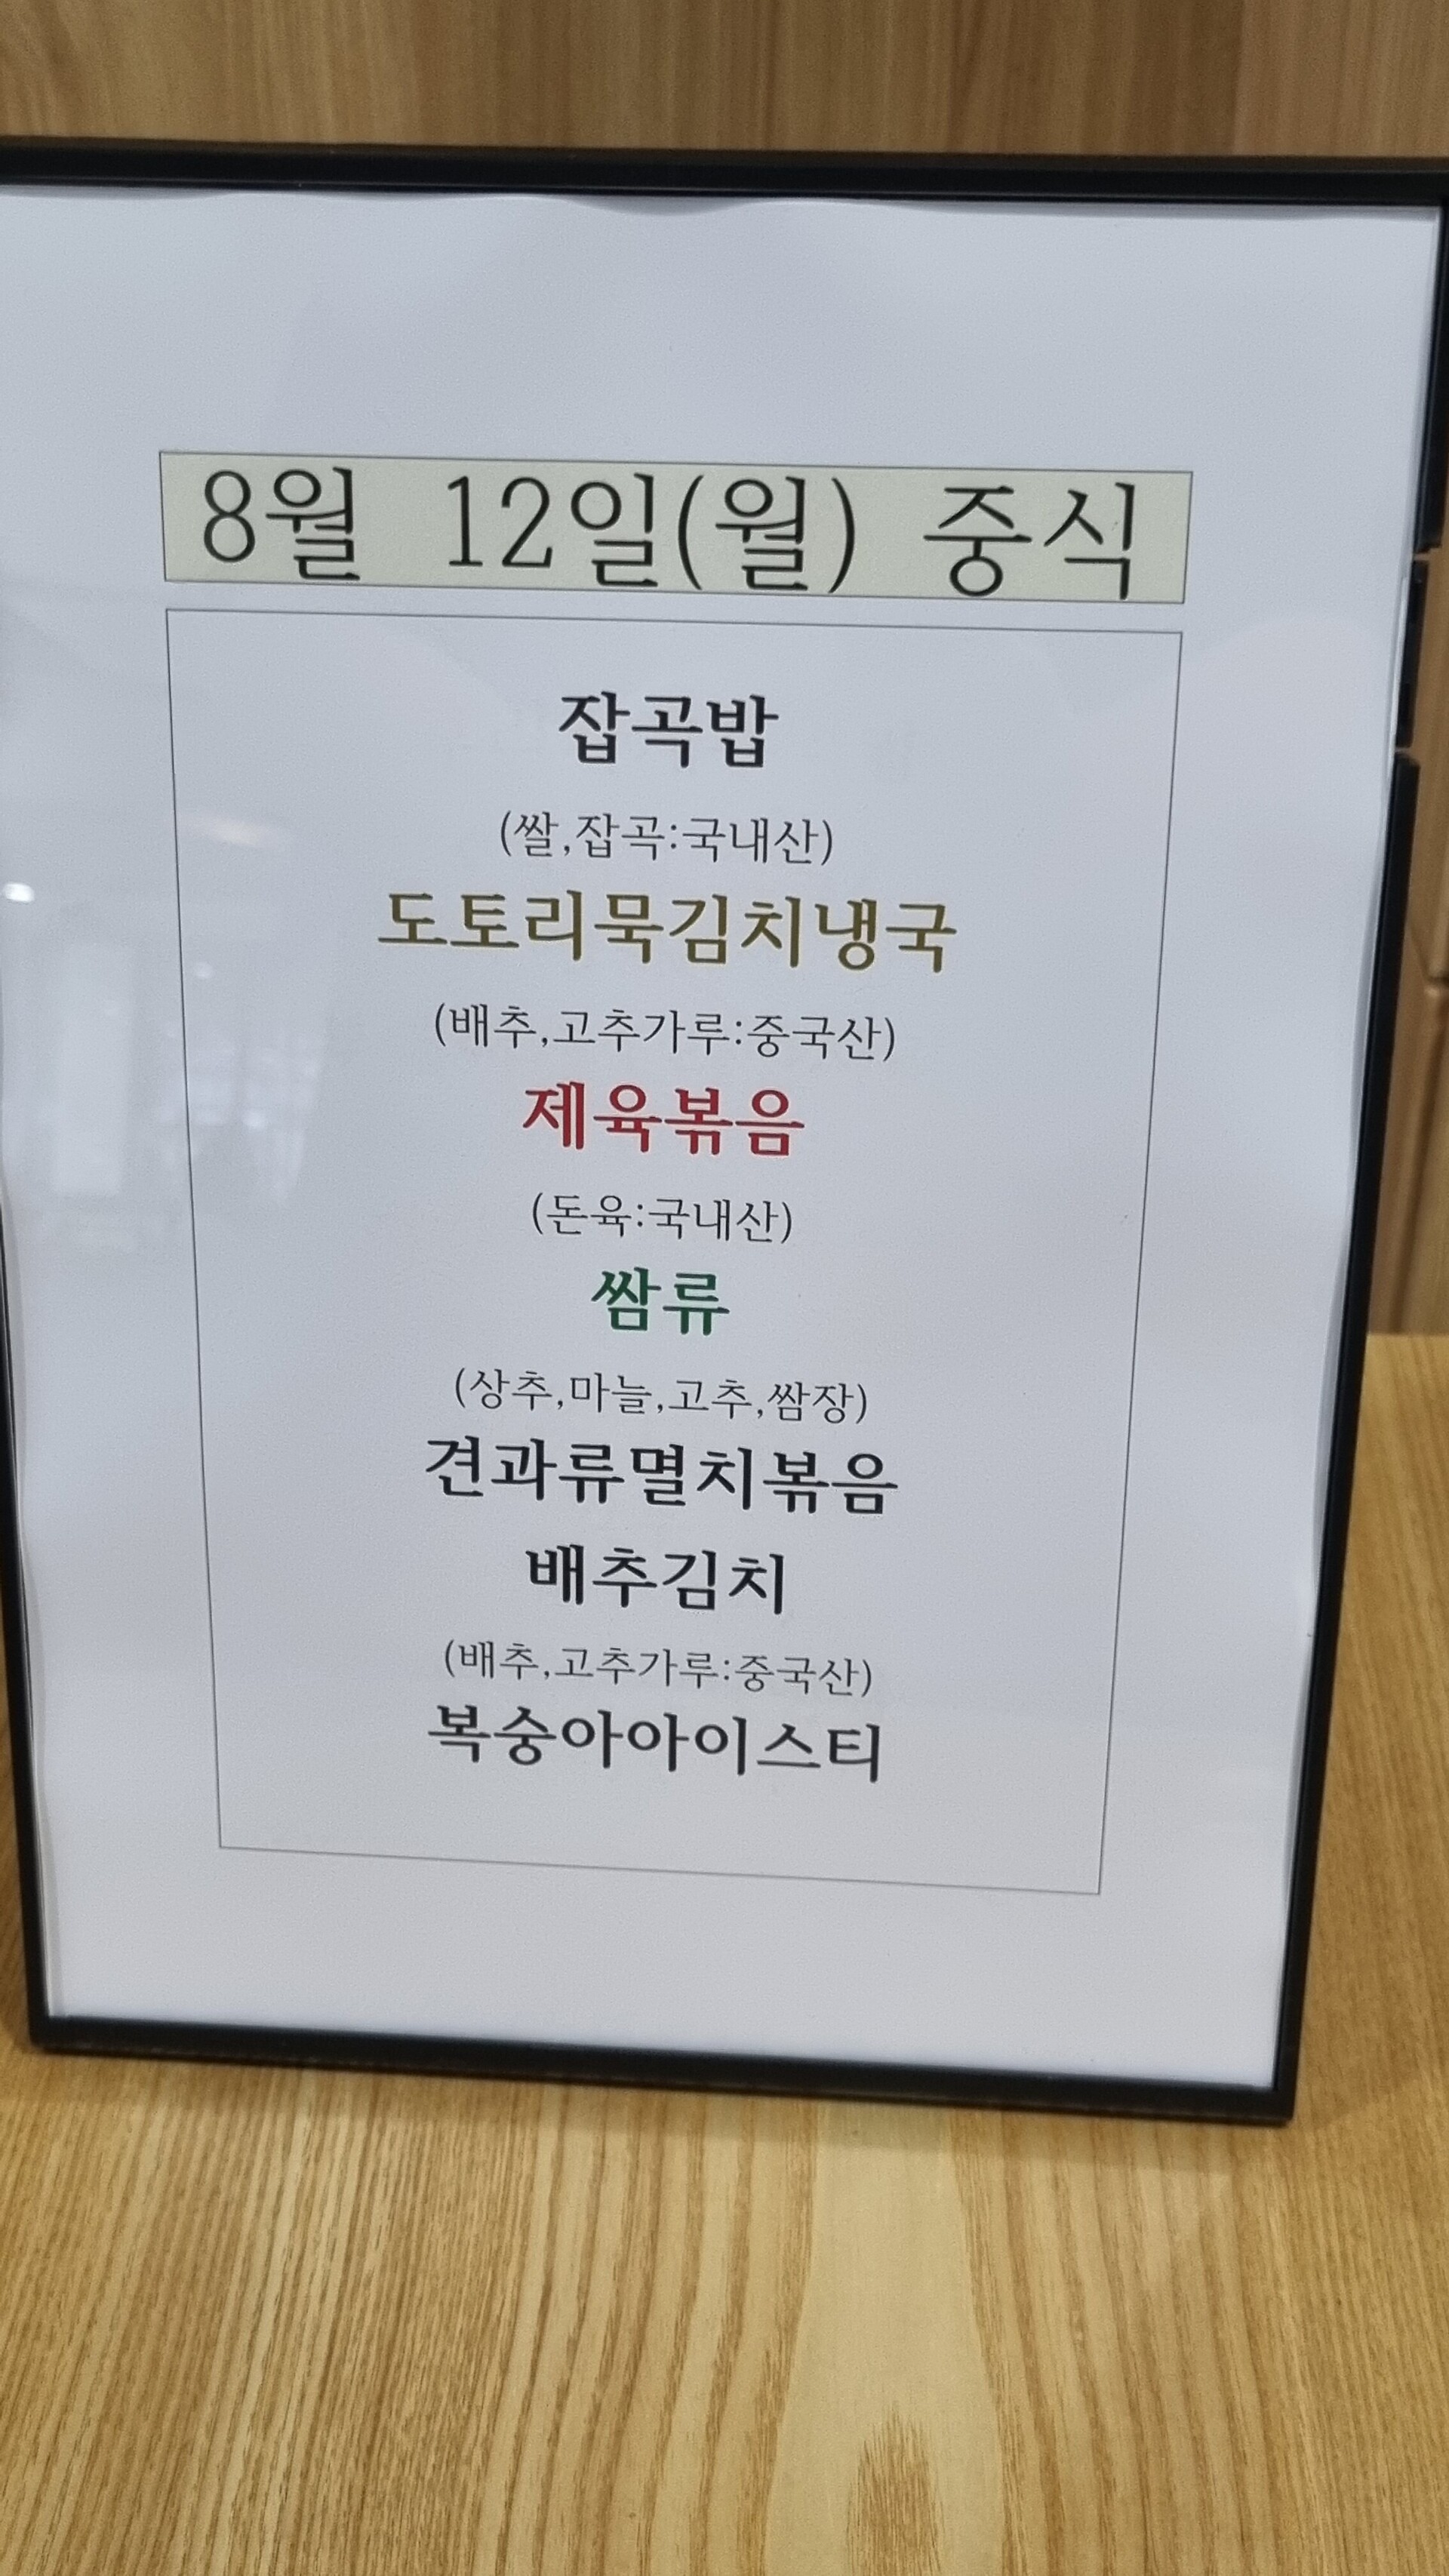 8월 12일(월) 중식
잡곡밥
(쌀,잡곡:국내산)
도토리묵김치냉국
(배추,고추가루:중국산)
제육볶음
(돈육:국내산)
쌈류
(상추,마늘,고추,쌈장)
견과류멸치볶음
배추김치
(배추,고추가루:중국산)
복숭아아이스티